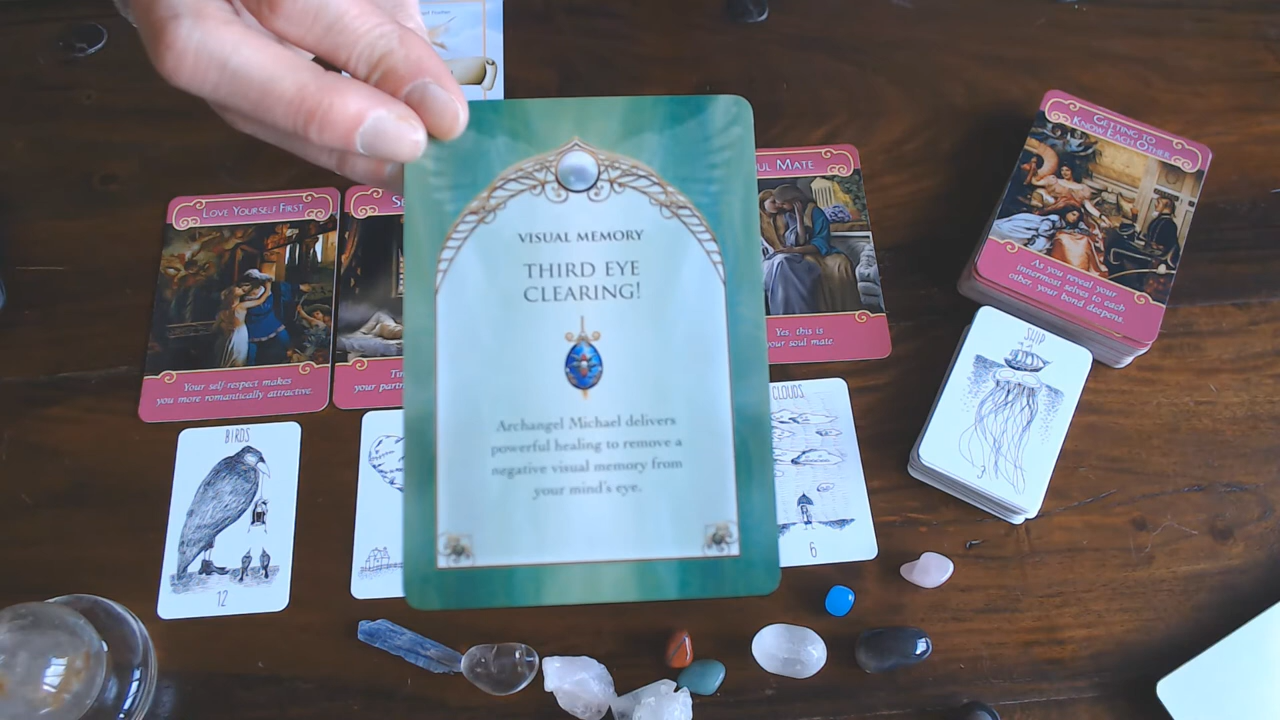 LOVE YOURSELF FIRST
Your self-respect makes
you more romantically attractive.
BIRDS
12
VISUAL MEMORY
THIRD EYE
CLEARING!
Archangel Michael delivers
powerful healing to remove a
negative visual memory from
your mind's eye.
your partn
UL MATE
Yes, this is
your soul mate.
CLOUDS
6
GETTING TO
KNOW EACH OTHER
As you reveal your
innermost selves to each
other, your bond deepens.
SHIP
3